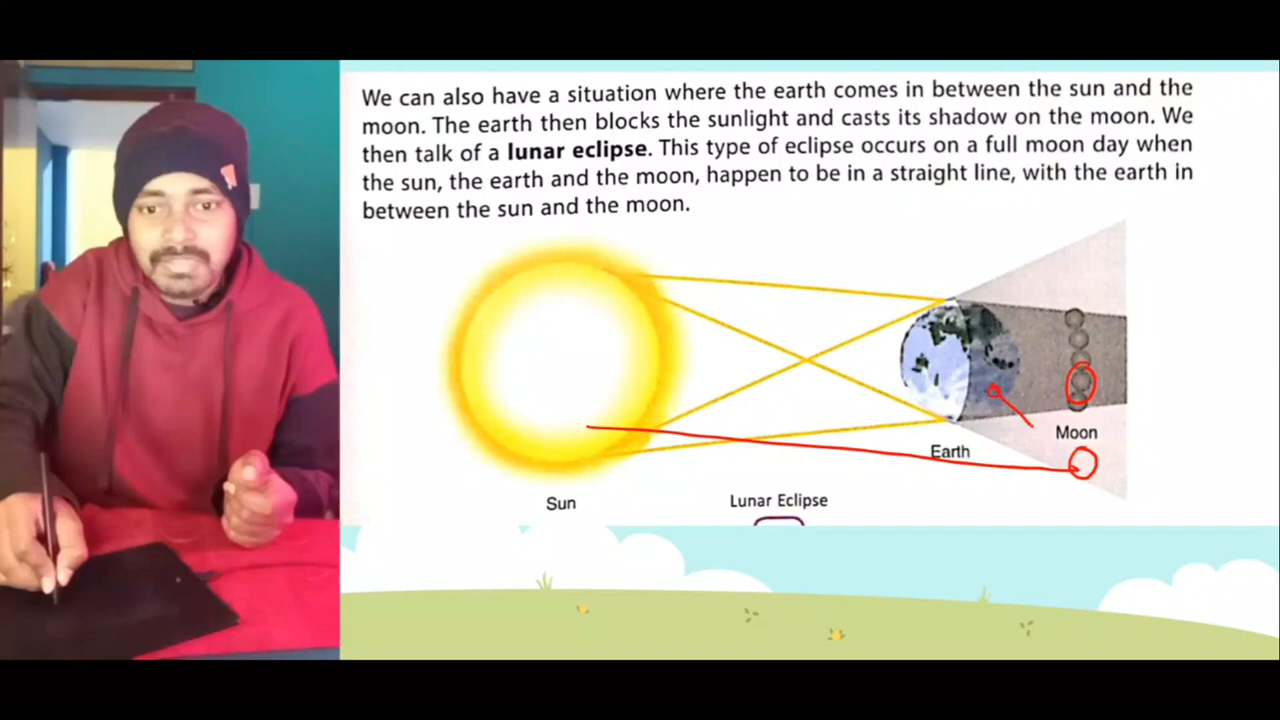 We can also have a situation where the earth comes in between the sun and the
moon. The earth then blocks the sunlight and casts its shadow on the moon. We
then talk of a lunar eclipse. This type of eclipse occurs on a full moon day when
the sun, the earth and the moon, happen to be in a straight line, with the earth in
between the sun and the moon.
Moon
Earth
Sun
Lunar Eclipse